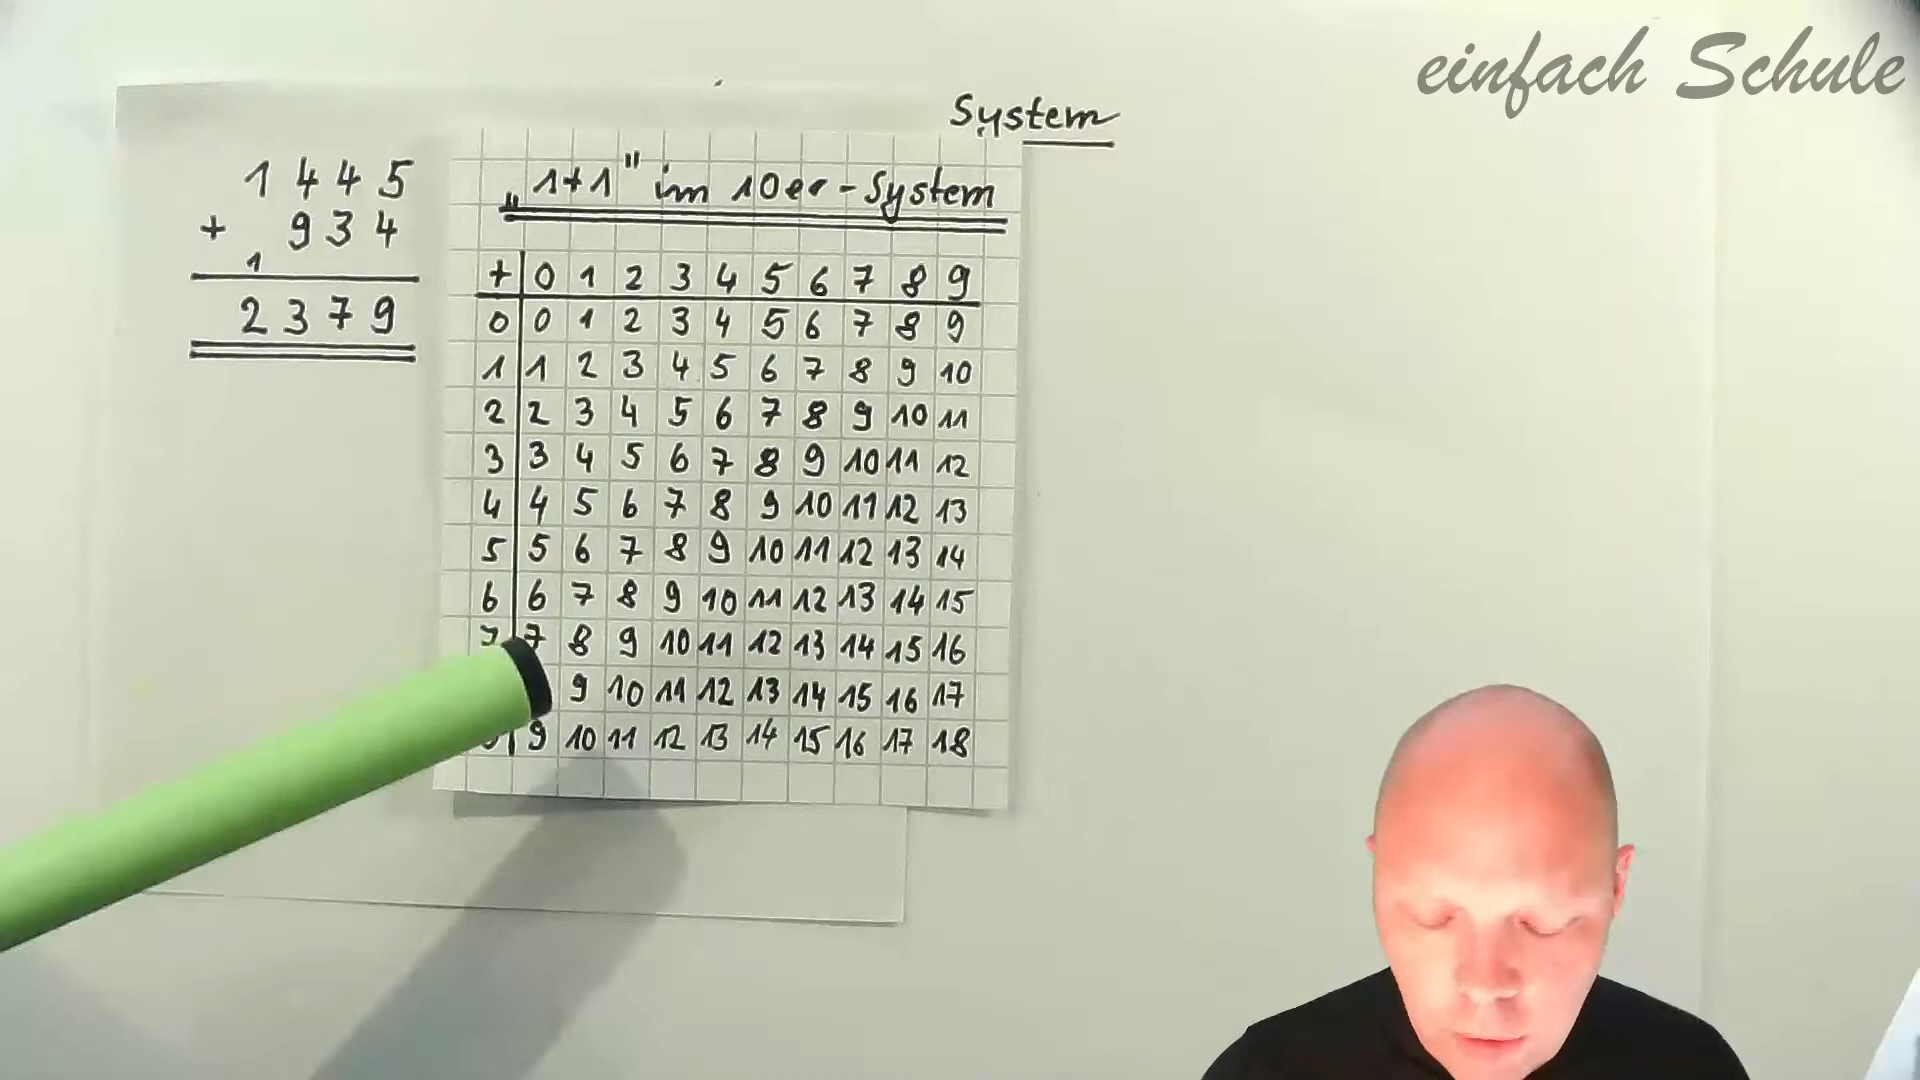 einfach Schule
System
1 4 4 5
+ 9 3 4
1
2 3 7 9
„1+1" im 10er-System
+ 0 1 2 3 4 5 6 7 8 9
0 0 1 2 3 4 5 6 7 8 9
1 1 2 3 4 5 6 7 8 9 10
2 2 3 4 5 6 7 8 9 10 11
3 3 4 5 6 7 8 9 10 11 12
4 4 5 6 7 8 9 10 11 12 13
5 5 6 7 8 9 10 11 12 13 14
6 6 7 8 9 10 11 12 13 14 15
7 7 8 9 10 11 12 13 14 15 16
9 10 11 12 13 14 15 16 17
9 10 11 12 13 14 15 16 17 18